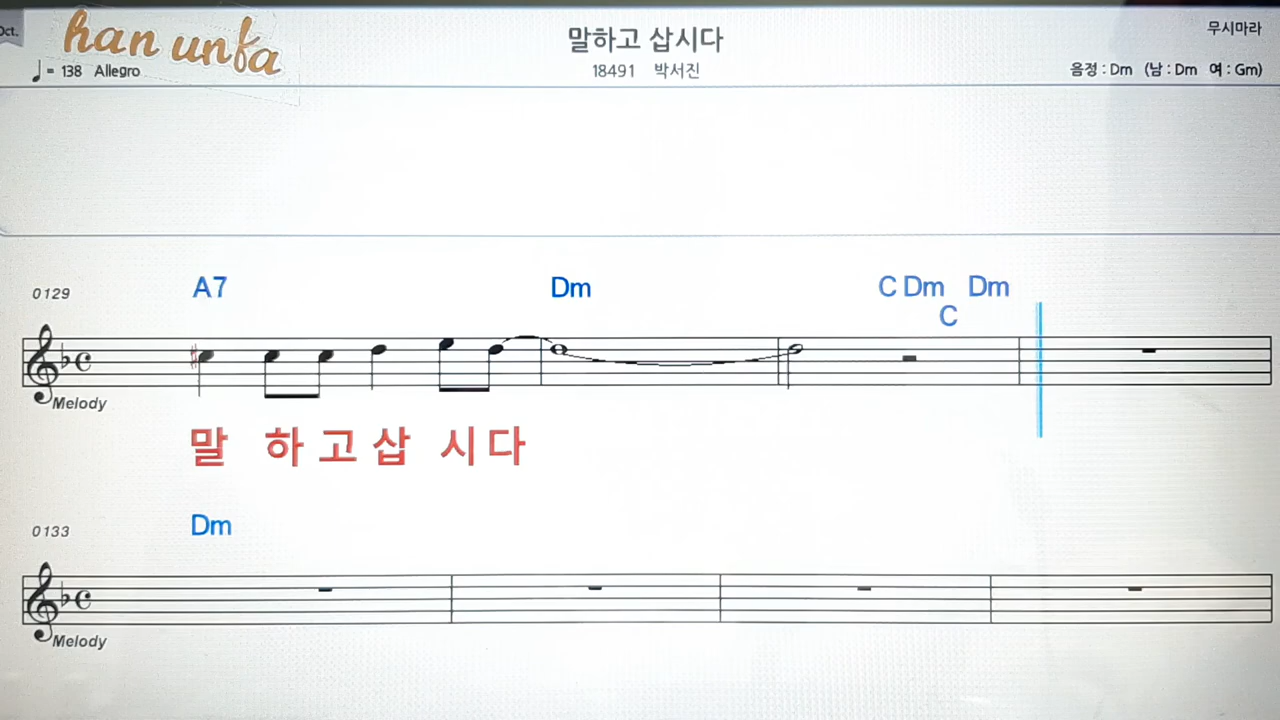 Oct.
han unfa
말하고 삽시다
무시마라
♩ = 138 Allegro
18491 박서진
음정 : Dm (남 : Dm 여 : Gm)
A7 Dm C Dm Dm
C
0129
Melody
말 하 고 삽 시 다
Dm
0133
Melody